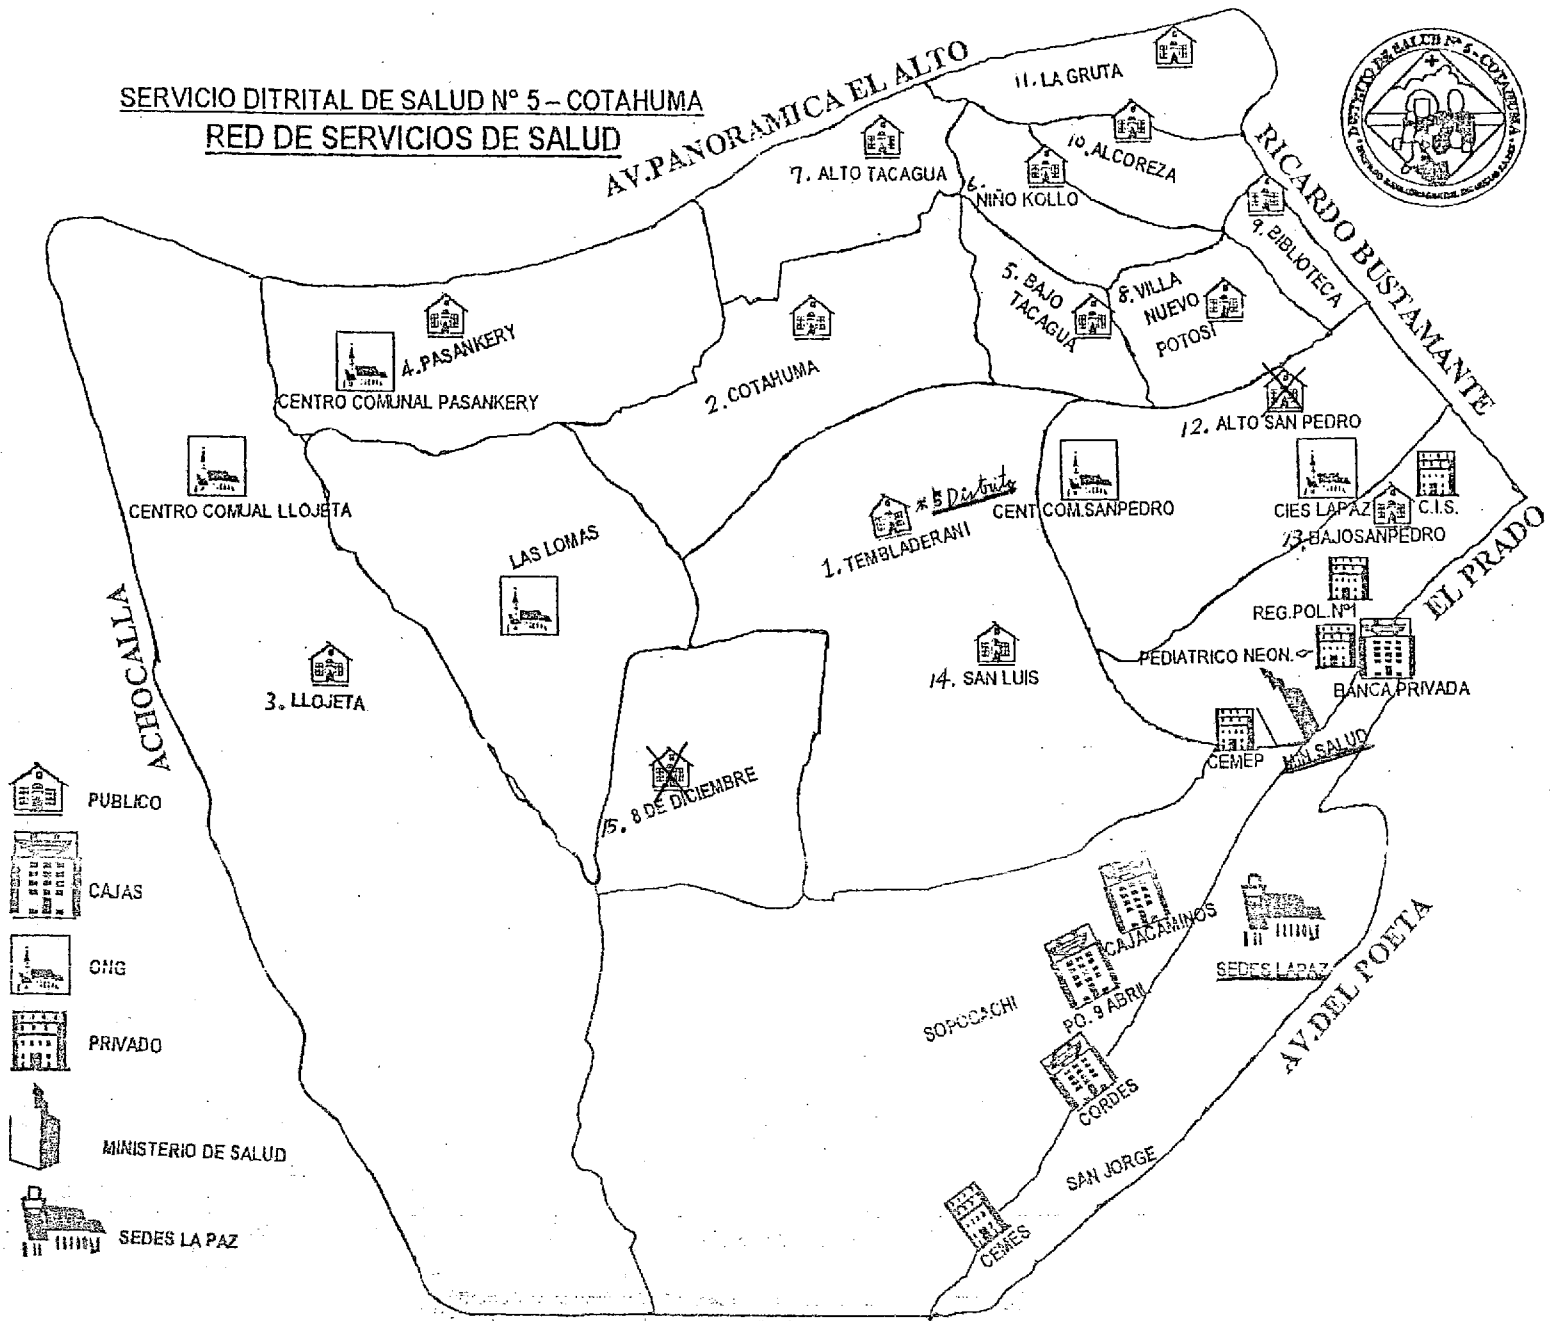 SERVICIO DITRITAL DE SALUD Nº 5 – COTAHUMA
RED DE SERVICIOS DE SALUD
AV.PANORAMICA EL ALTO
11. LA GRUTA
10. ALCOREZA
7. ALTO TACAGUA
6.
NIÑO KOLLO
RICARDO BUSTAMANTE
9. BIBLIOTECA
5. BAJO
TACAGUA
8. VILLA
NUEVO
POTOSI
4. PASANKERY
CENTRO COMUNAL PASANKERY
2. COTAHUMA
12. ALTO SAN PEDRO
CENTRO COMUAL LLOJETA
LAS LOMAS
* 5 Distrito
1. TEMBLADERANI
CENT.COM.SANPEDRO
CIES LAPAZ
C.I.S.
13. BAJOSANPEDRO
EL PRADO
REG.POL.Nº1
PEDIATRICO NEON.
BANCA PRIVADA
ACHOCALLA
3. LLOJETA
14. SAN LUIS
CEMEP
MIN.SALUD
15. 8 DE DICIEMBRE
PUBLICO
CAJAS
ONG
PRIVADO
MINISTERIO DE SALUD
SEDES LA PAZ
CAJACAMINOS
SEDES LAPAZ
SOPOCACHI
PO. 9 ABRIL
AV.DEL POETA
CORDES
SAN JORGE
CEMES